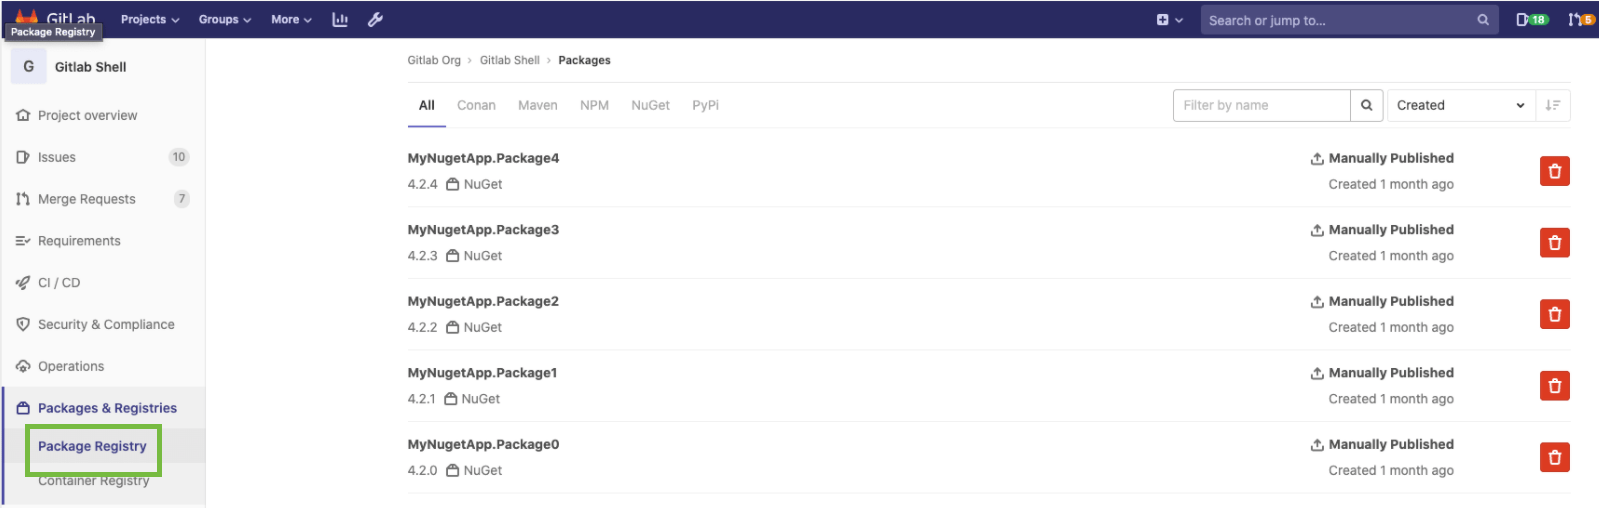 GitLab Projects Groups More Search or jump to... 18 5
Package Registry
G Gitlab Shell
Project overview
Issues 10
Merge Requests 7
Requirements
CI / CD
Security & Compliance
Operations
Packages & Registries
Package Registry
Container Registry
Gitlab Org › Gitlab Shell › Packages
All Conan Maven NPM NuGet PyPi Filter by name Created
MyNugetApp.Package4 Manually Published
4.2.4 NuGet Created 1 month ago
MyNugetApp.Package3 Manually Published
4.2.3 NuGet Created 1 month ago
MyNugetApp.Package2 Manually Published
4.2.2 NuGet Created 1 month ago
MyNugetApp.Package1 Manually Published
4.2.1 NuGet Created 1 month ago
MyNugetApp.Package0 Manually Published
4.2.0 NuGet Created 1 month ago